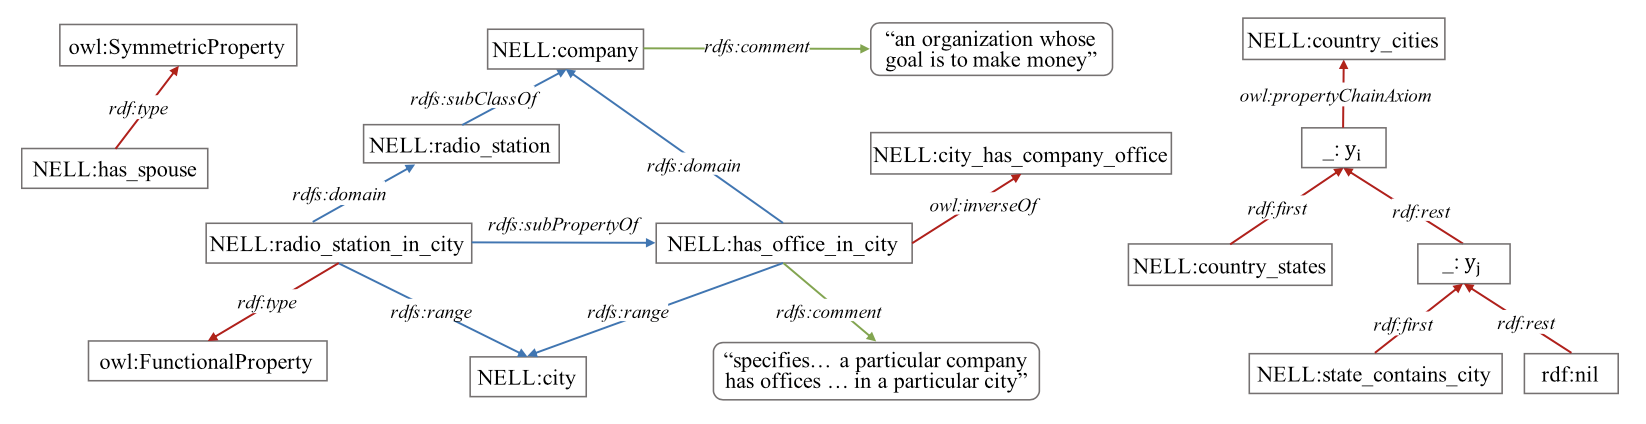 owl:SymmetricProperty
rdf:type
NELL:has_spouse
NELL:company
rdfs:comment
“an organization whose
goal is to make money”
rdfs:subClassOf
NELL:radio_station
rdfs:domain
rdfs:domain
NELL:radio_station_in_city
rdfs:subPropertyOf
NELL:has_office_in_city
owl:inverseOf
NELL:city_has_company_office
rdf:type
owl:FunctionalProperty
rdfs:range
rdfs:range
NELL:city
rdfs:comment
“specifies… a particular company
has offices … in a particular city”
NELL:country_cities
owl:propertyChainAxiom
_: yi
rdf:first
rdf:rest
NELL:country_states
_: yj
rdf:first
rdf:rest
NELL:state_contains_city
rdf:nil